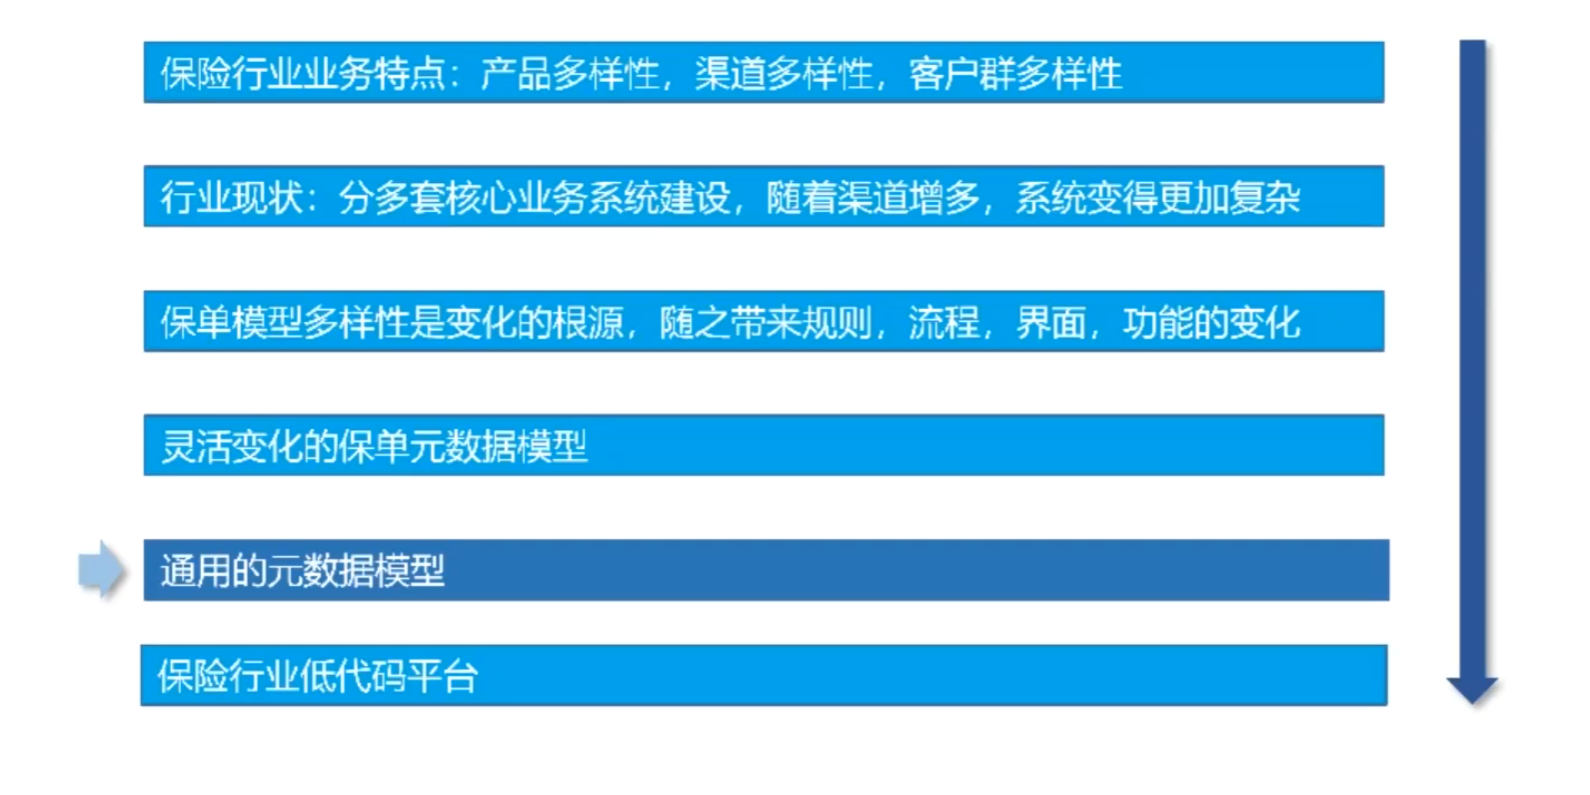 保险行业业务特点：产品多样性，渠道多样性，客户群多样性
行业现状：分多套核心业务系统建设，随着渠道增多，系统变得更加复杂
保单模型多样性是变化的根源，随之带来规则，流程，界面，功能的变化
灵活变化的保单元数据模型
通用的元数据模型
保险行业低代码平台